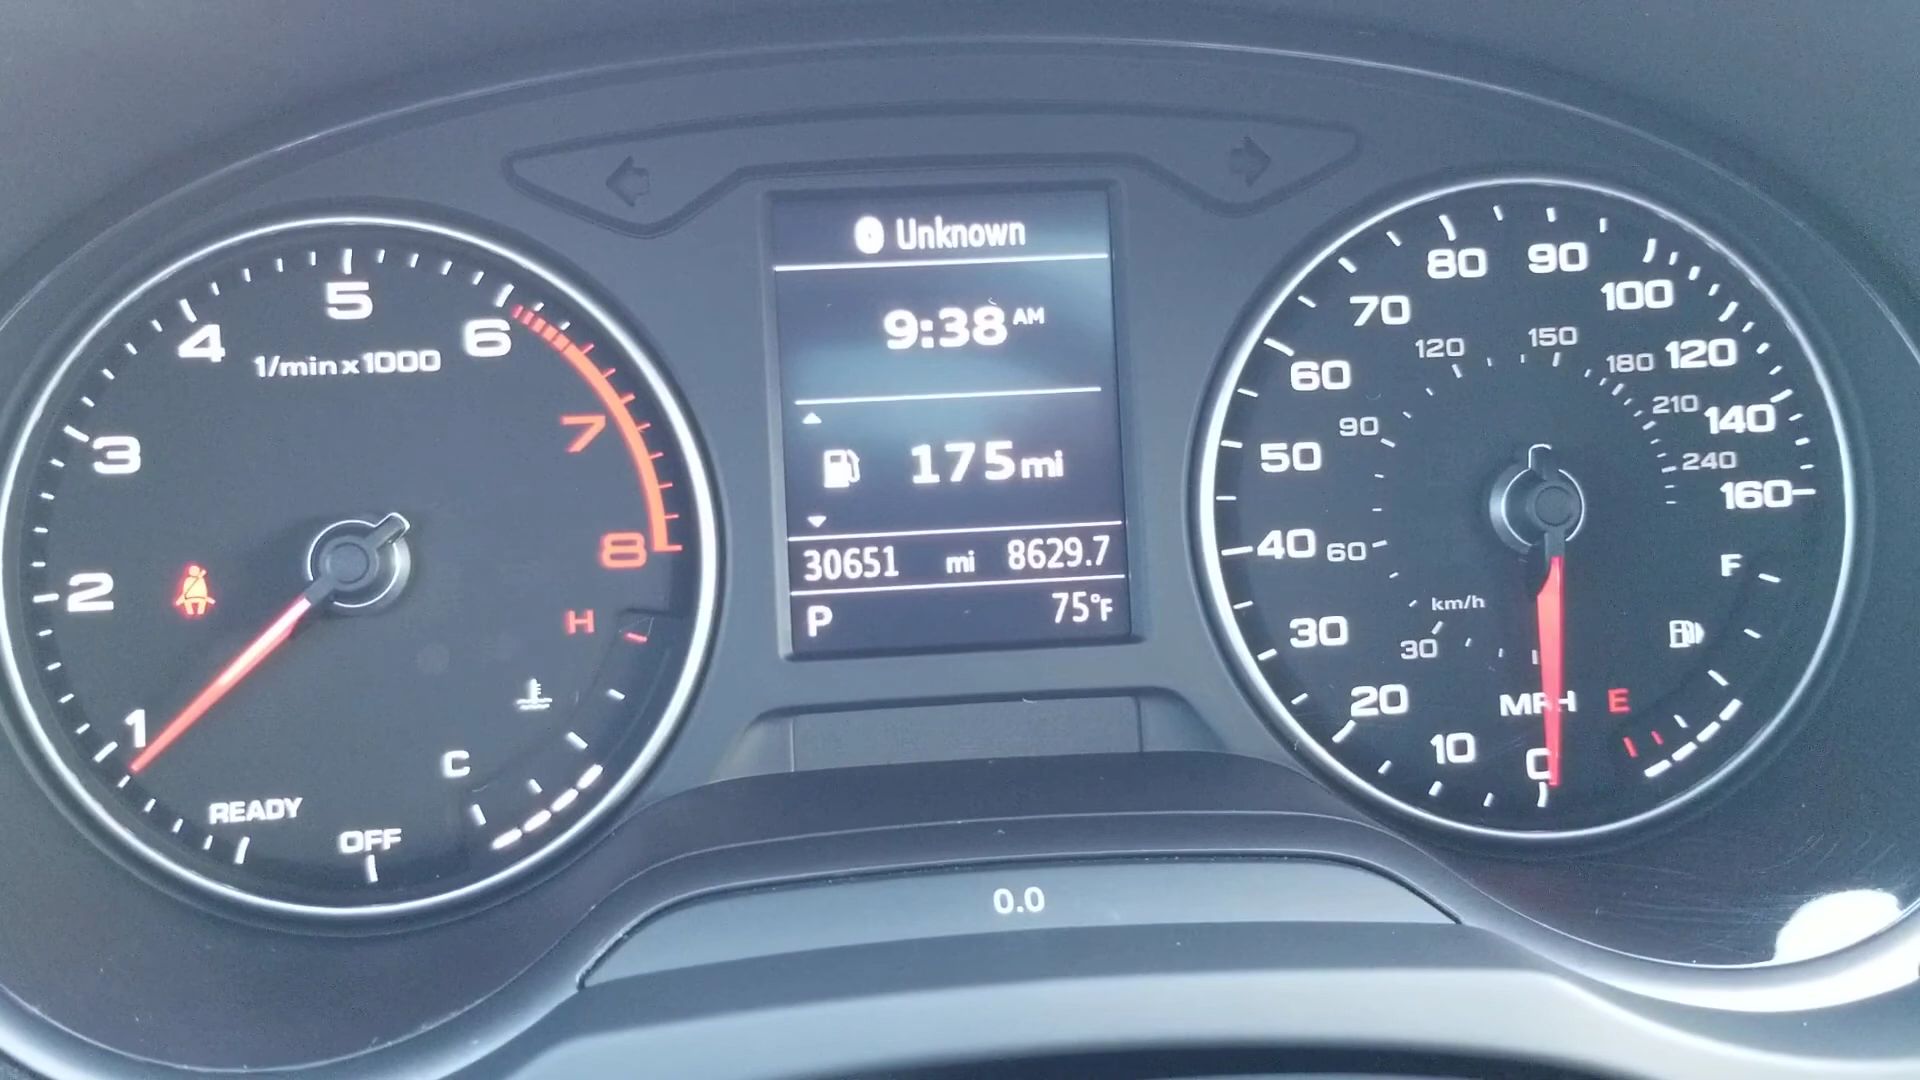 1/min x 1000
OFF
READY
1
2
3
4
5
6
7
8
H
C
Unknown
9:38 AM
175 mi
30651 mi 8629.7
P 75°F
0.0
10
20
30
40
50
60
70
80
90
100
120
140
160
30
60
90
120
150
180
210
240
km/h
MPH
F
E